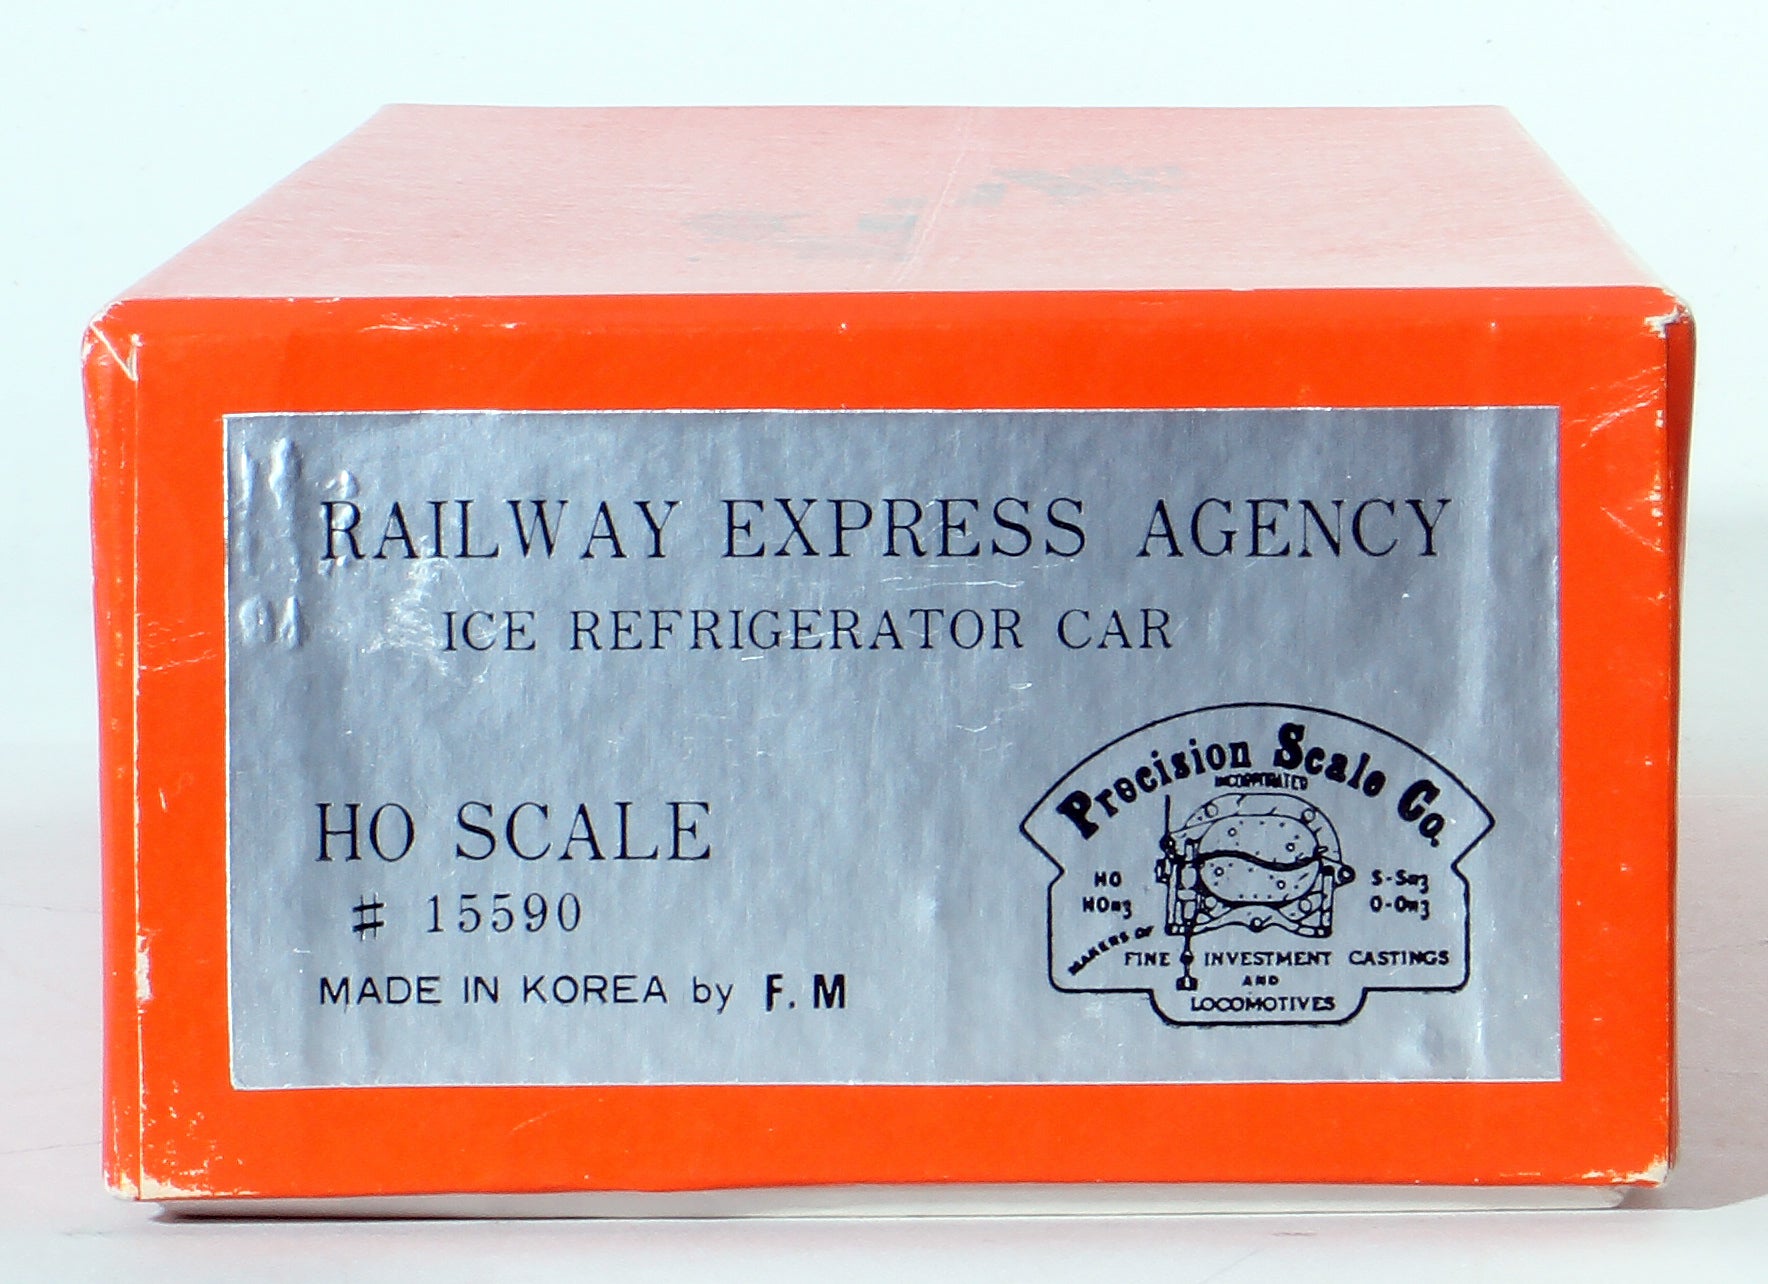 RAILWAY EXPRESS AGENCY
ICE REFRIGERATOR CAR
HO SCALE
# 15590
MADE IN KOREA by F. M
Precision Scale Co.
INCORPORATED
HO
HOn3
S-Sn3
O-On3
MAKERS OF
FINE INVESTMENT CASTINGS
AND
LOCOMOTIVES